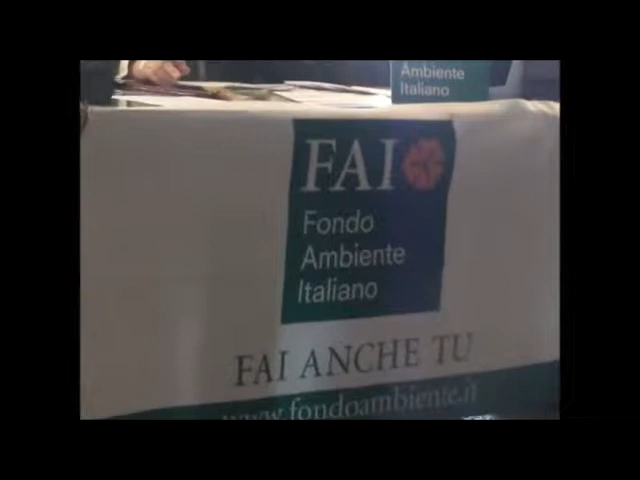 Ambiente
Italiano
FAI
Fondo
Ambiente
Italiano
FAI ANCHE TU
www.fondoambiente.it